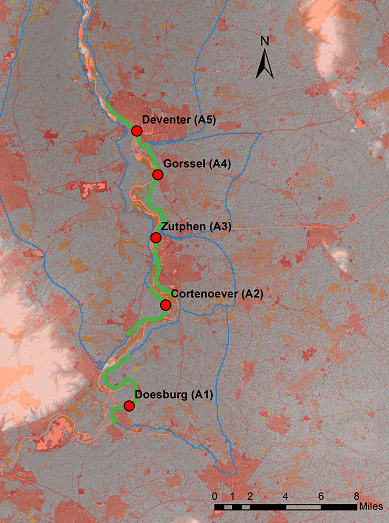 N
Deventer (A5)
Gorssel (A4)
Zutphen (A3)
Cortenoever (A2)
Doesburg (A1)
0 1 2 4 6 8
Miles